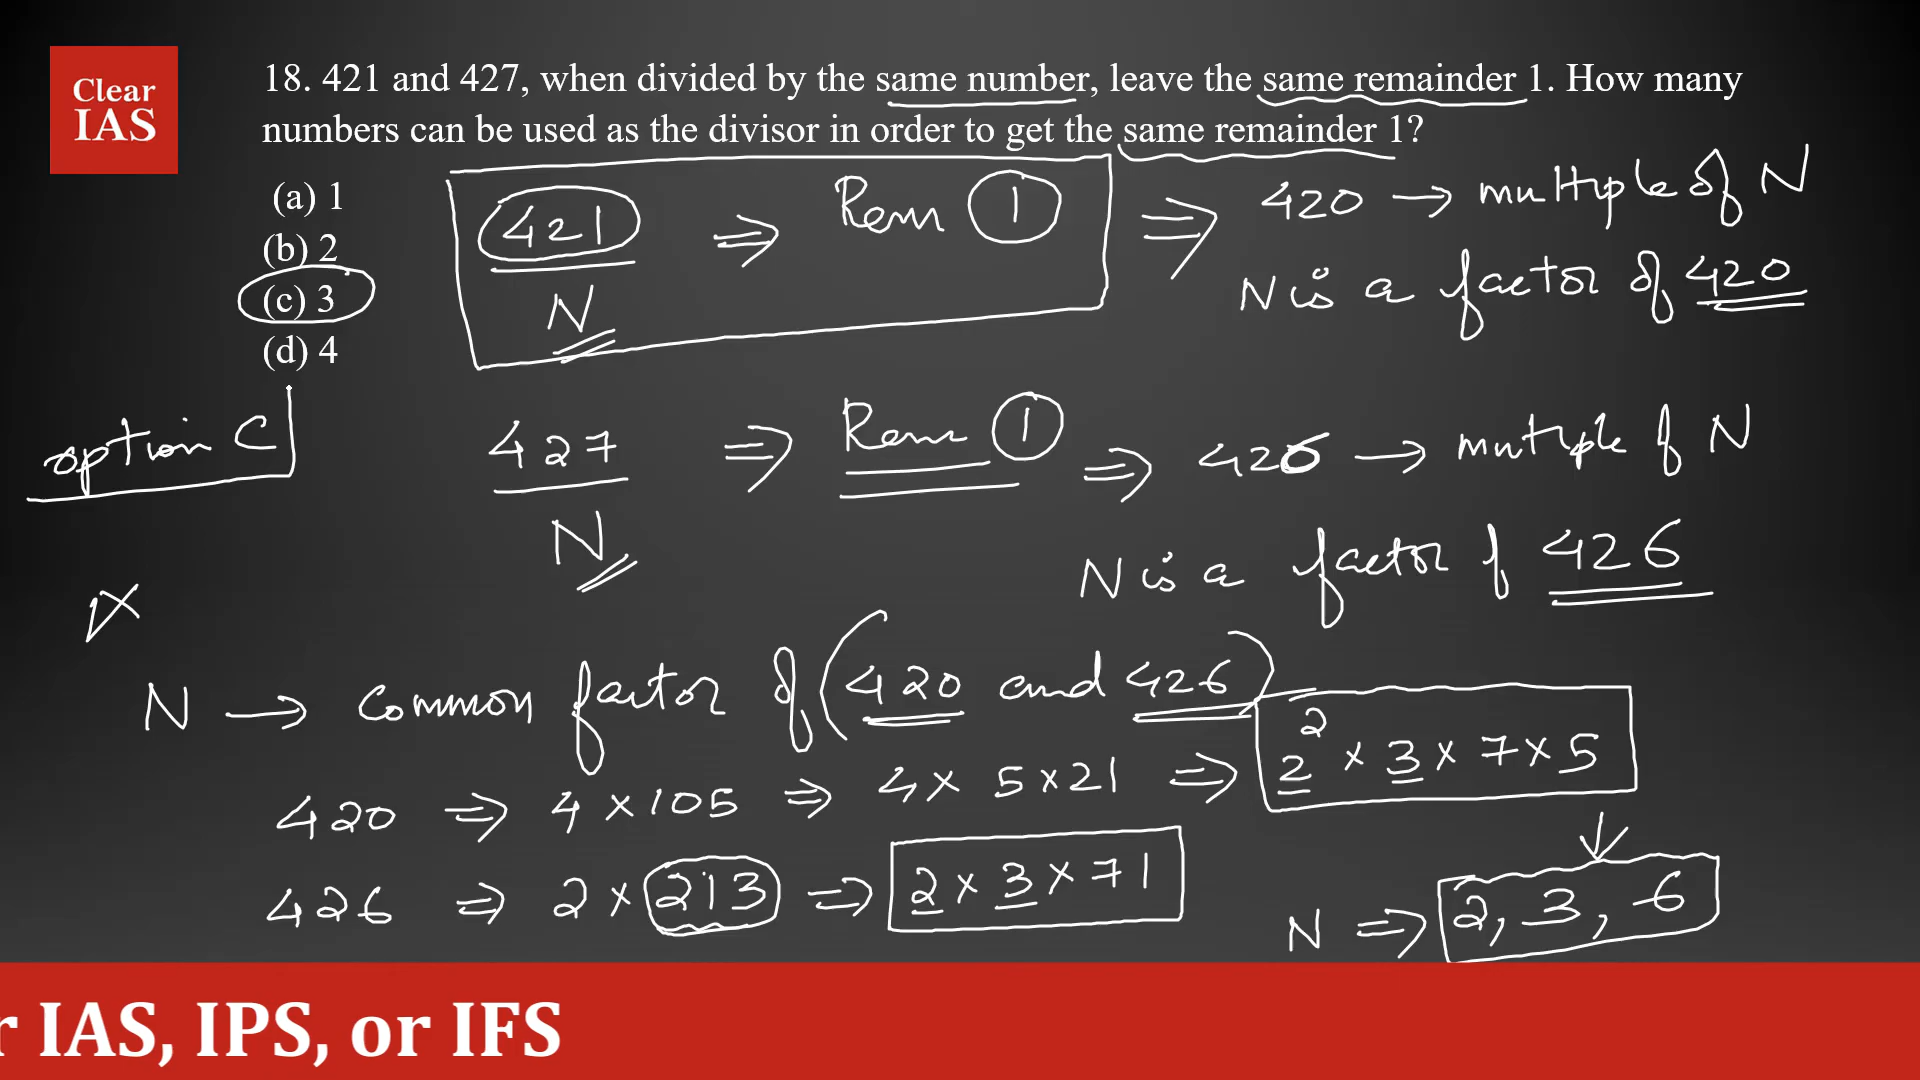 Clear
IAS
18. 421 and 427, when divided by the same number, leave the same remainder 1. How many
numbers can be used as the divisor in order to get the same remainder 1?
(a) 1
(b) 2
(c) 3
(d) 4
option C
421 ⇒ Rem 1 ⇒ 420 → multiple of N
N
N is a factor of 420
427 ⇒ Rem 1 ⇒ 426 → multiple of N
N
N is a factor of 426
N → Common factor of (420 and 426)
420 ⇒ 4 × 105 ⇒ 4 × 5 × 21 ⇒ 2² × 3 × 7 × 5
426 ⇒ 2 × 213 ⇒ 2 × 3 × 71
N ⇒ 2, 3, 6
r IAS, IPS, or IFS